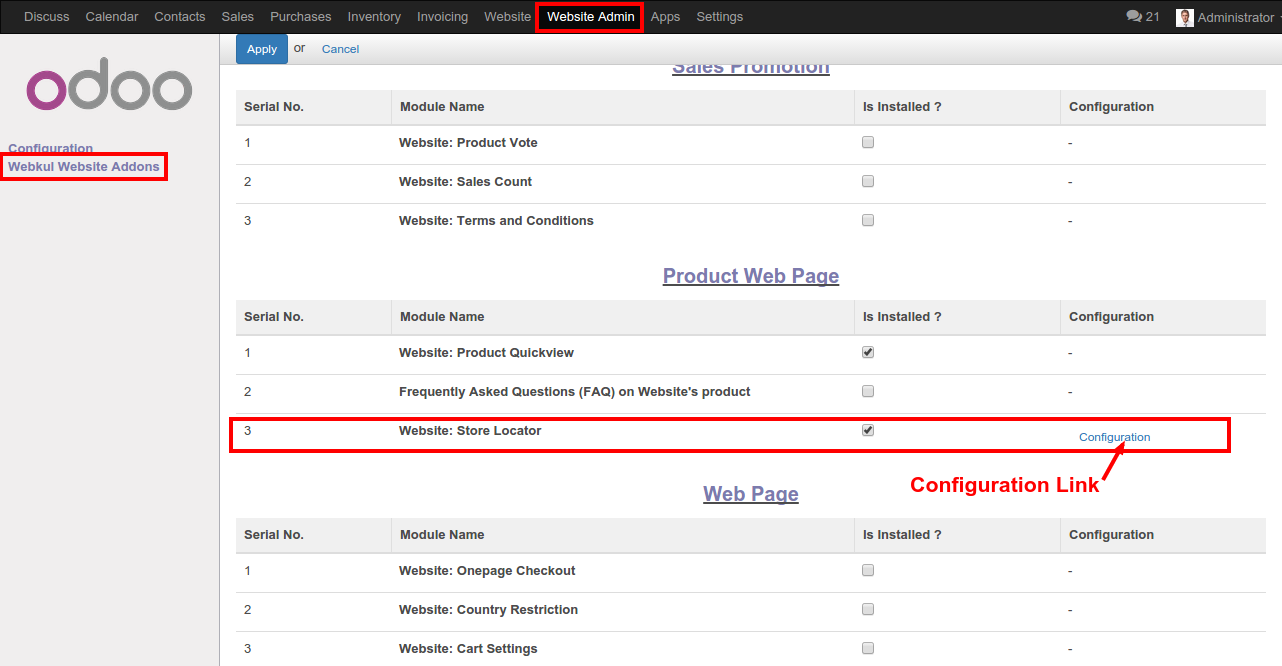 Discuss Calendar Contacts Sales Purchases Inventory Invoicing Website Website Admin Apps Settings 21 Administrator
Apply or Cancel
odoo
Configuration
Webkul Website Addons
Sales Promotion
Serial No. Module Name Is Installed ? Configuration
1 Website: Product Vote -
2 Website: Sales Count -
3 Website: Terms and Conditions -
Product Web Page
Serial No. Module Name Is Installed ? Configuration
1 Website: Product Quickview -
2 Frequently Asked Questions (FAQ) on Website's product -
3 Website: Store Locator Configuration
Configuration Link
Web Page
Serial No. Module Name Is Installed ? Configuration
1 Website: Onepage Checkout -
2 Website: Country Restriction -
3 Website: Cart Settings -